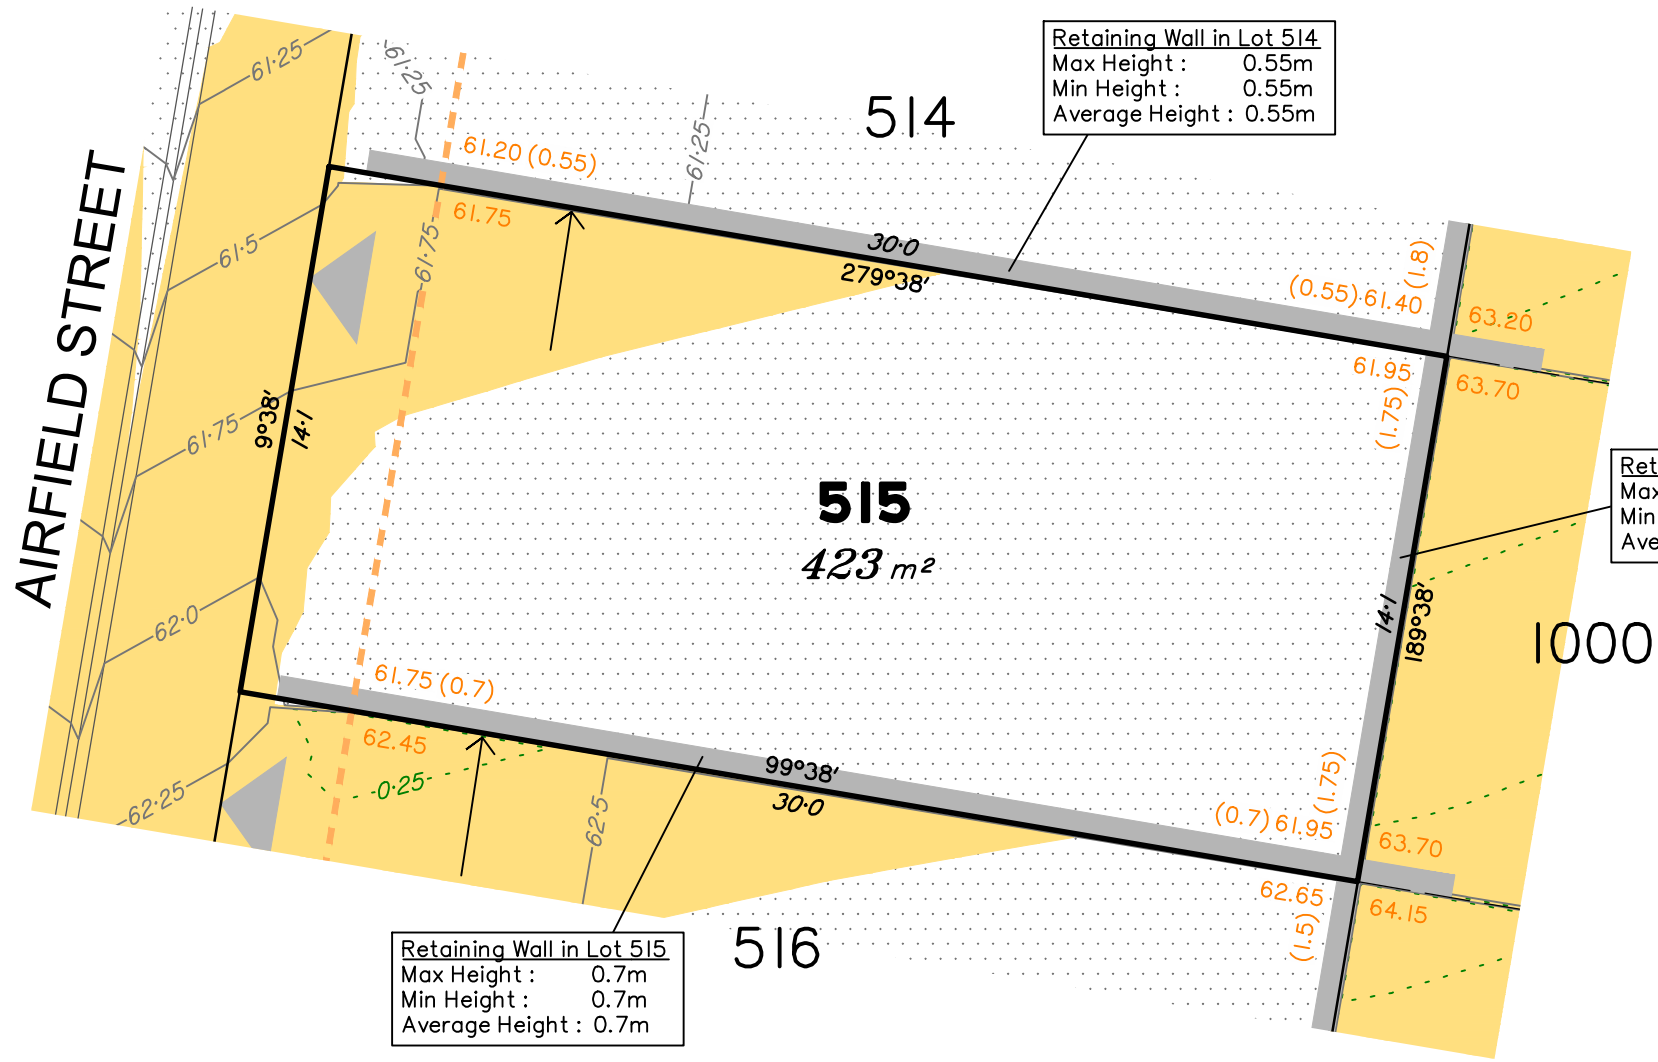 Retaining Wall in Lot 514
Max Height : 0.55m
Min Height : 0.55m
Average Height : 0.55m
61·25
61·25
61·25
514
61.20 (0.55)
61.75
61·75
61·5
30·0
279°38'
(0.55) 61.40
(1.8)
63.20
61.95
63.70
(1.75)
AIRFIELD STREET
9°38'
14·1
61·75
515
423 m²
Ret
Max
Min
Ave
14·1
189°38'
1000
62·0
61.75 (0.7)
62.45
-0·25
62·25
99°38'
30·0
62·5
(0.7) 61.95
(1.75)
63.70
62.65
64.15
(1.5)
516
Retaining Wall in Lot 515
Max Height : 0.7m
Min Height : 0.7m
Average Height : 0.7m